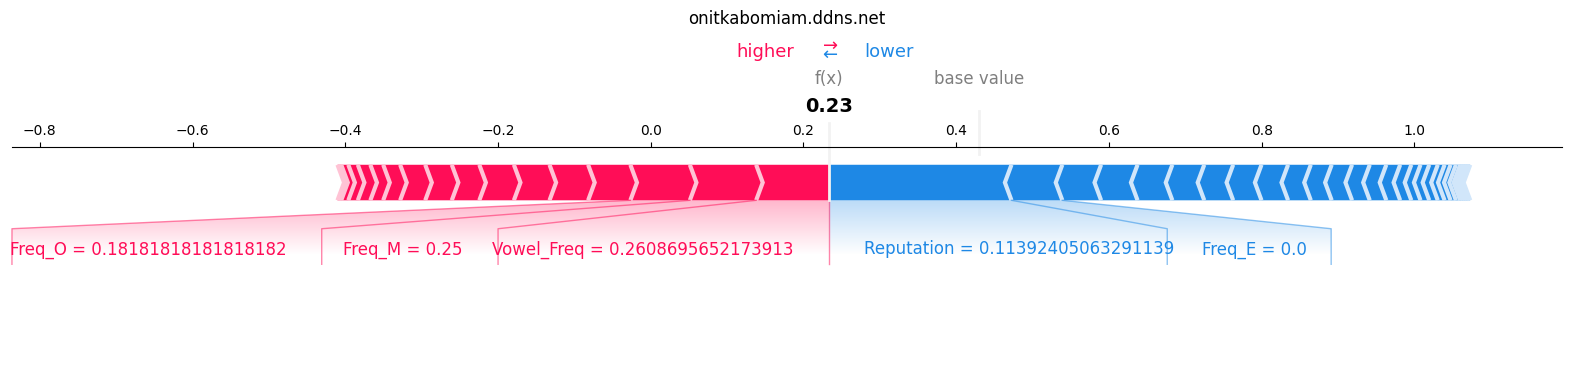 onitkabomiam.ddns.net
higher → ← lower
f(x) base value
0.23
−0.8 −0.6 −0.4 −0.2 0.0 0.2 0.4 0.6 0.8 1.0
Freq_O = 0.18181818181818182 Freq_M = 0.25 Vowel_Freq = 0.2608695652173913 Reputation = 0.11392405063291139 Freq_E = 0.0